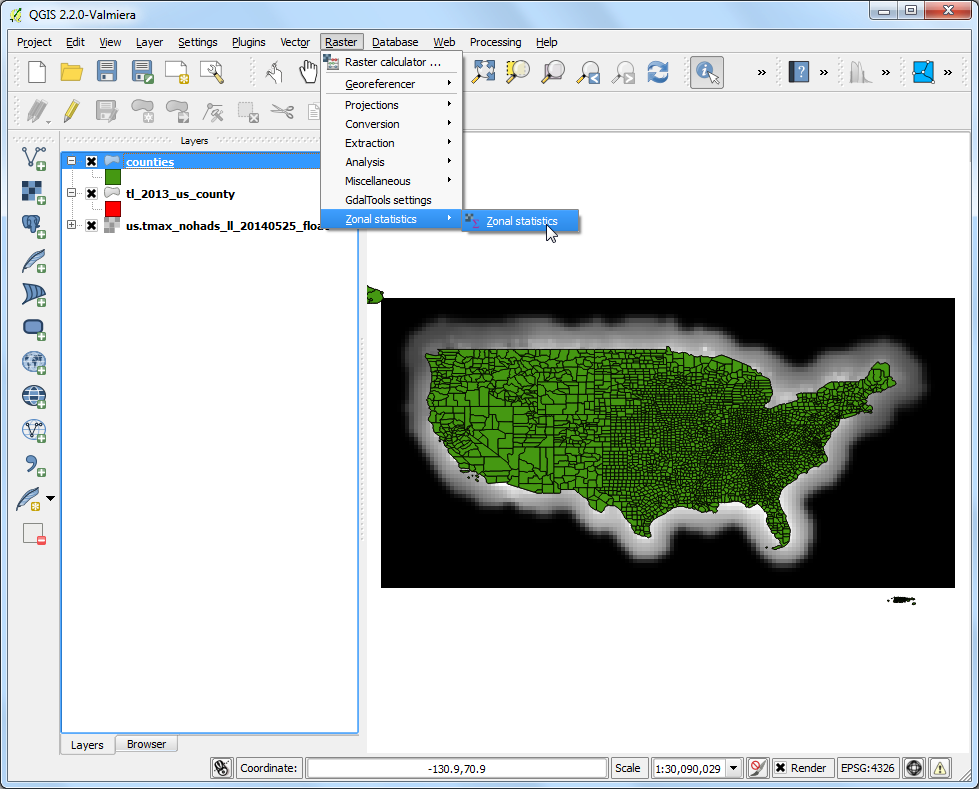 QGIS 2.2.0-Valmiera
Project Edit View Layer Settings Plugins Vector Raster Database Web Processing Help
Raster calculator ...
Georeferencer
Projections
Conversion
Extraction
Analysis
Miscellaneous
GdalTools settings
Zonal statistics
Zonal statistics
Layers
counties
tl_2013_us_county
us.tmax_nohads_ll_20140525_float
Layers Browser
Coordinate: -130.9,70.9 Scale 1:30,090,029 Render EPSG:4326